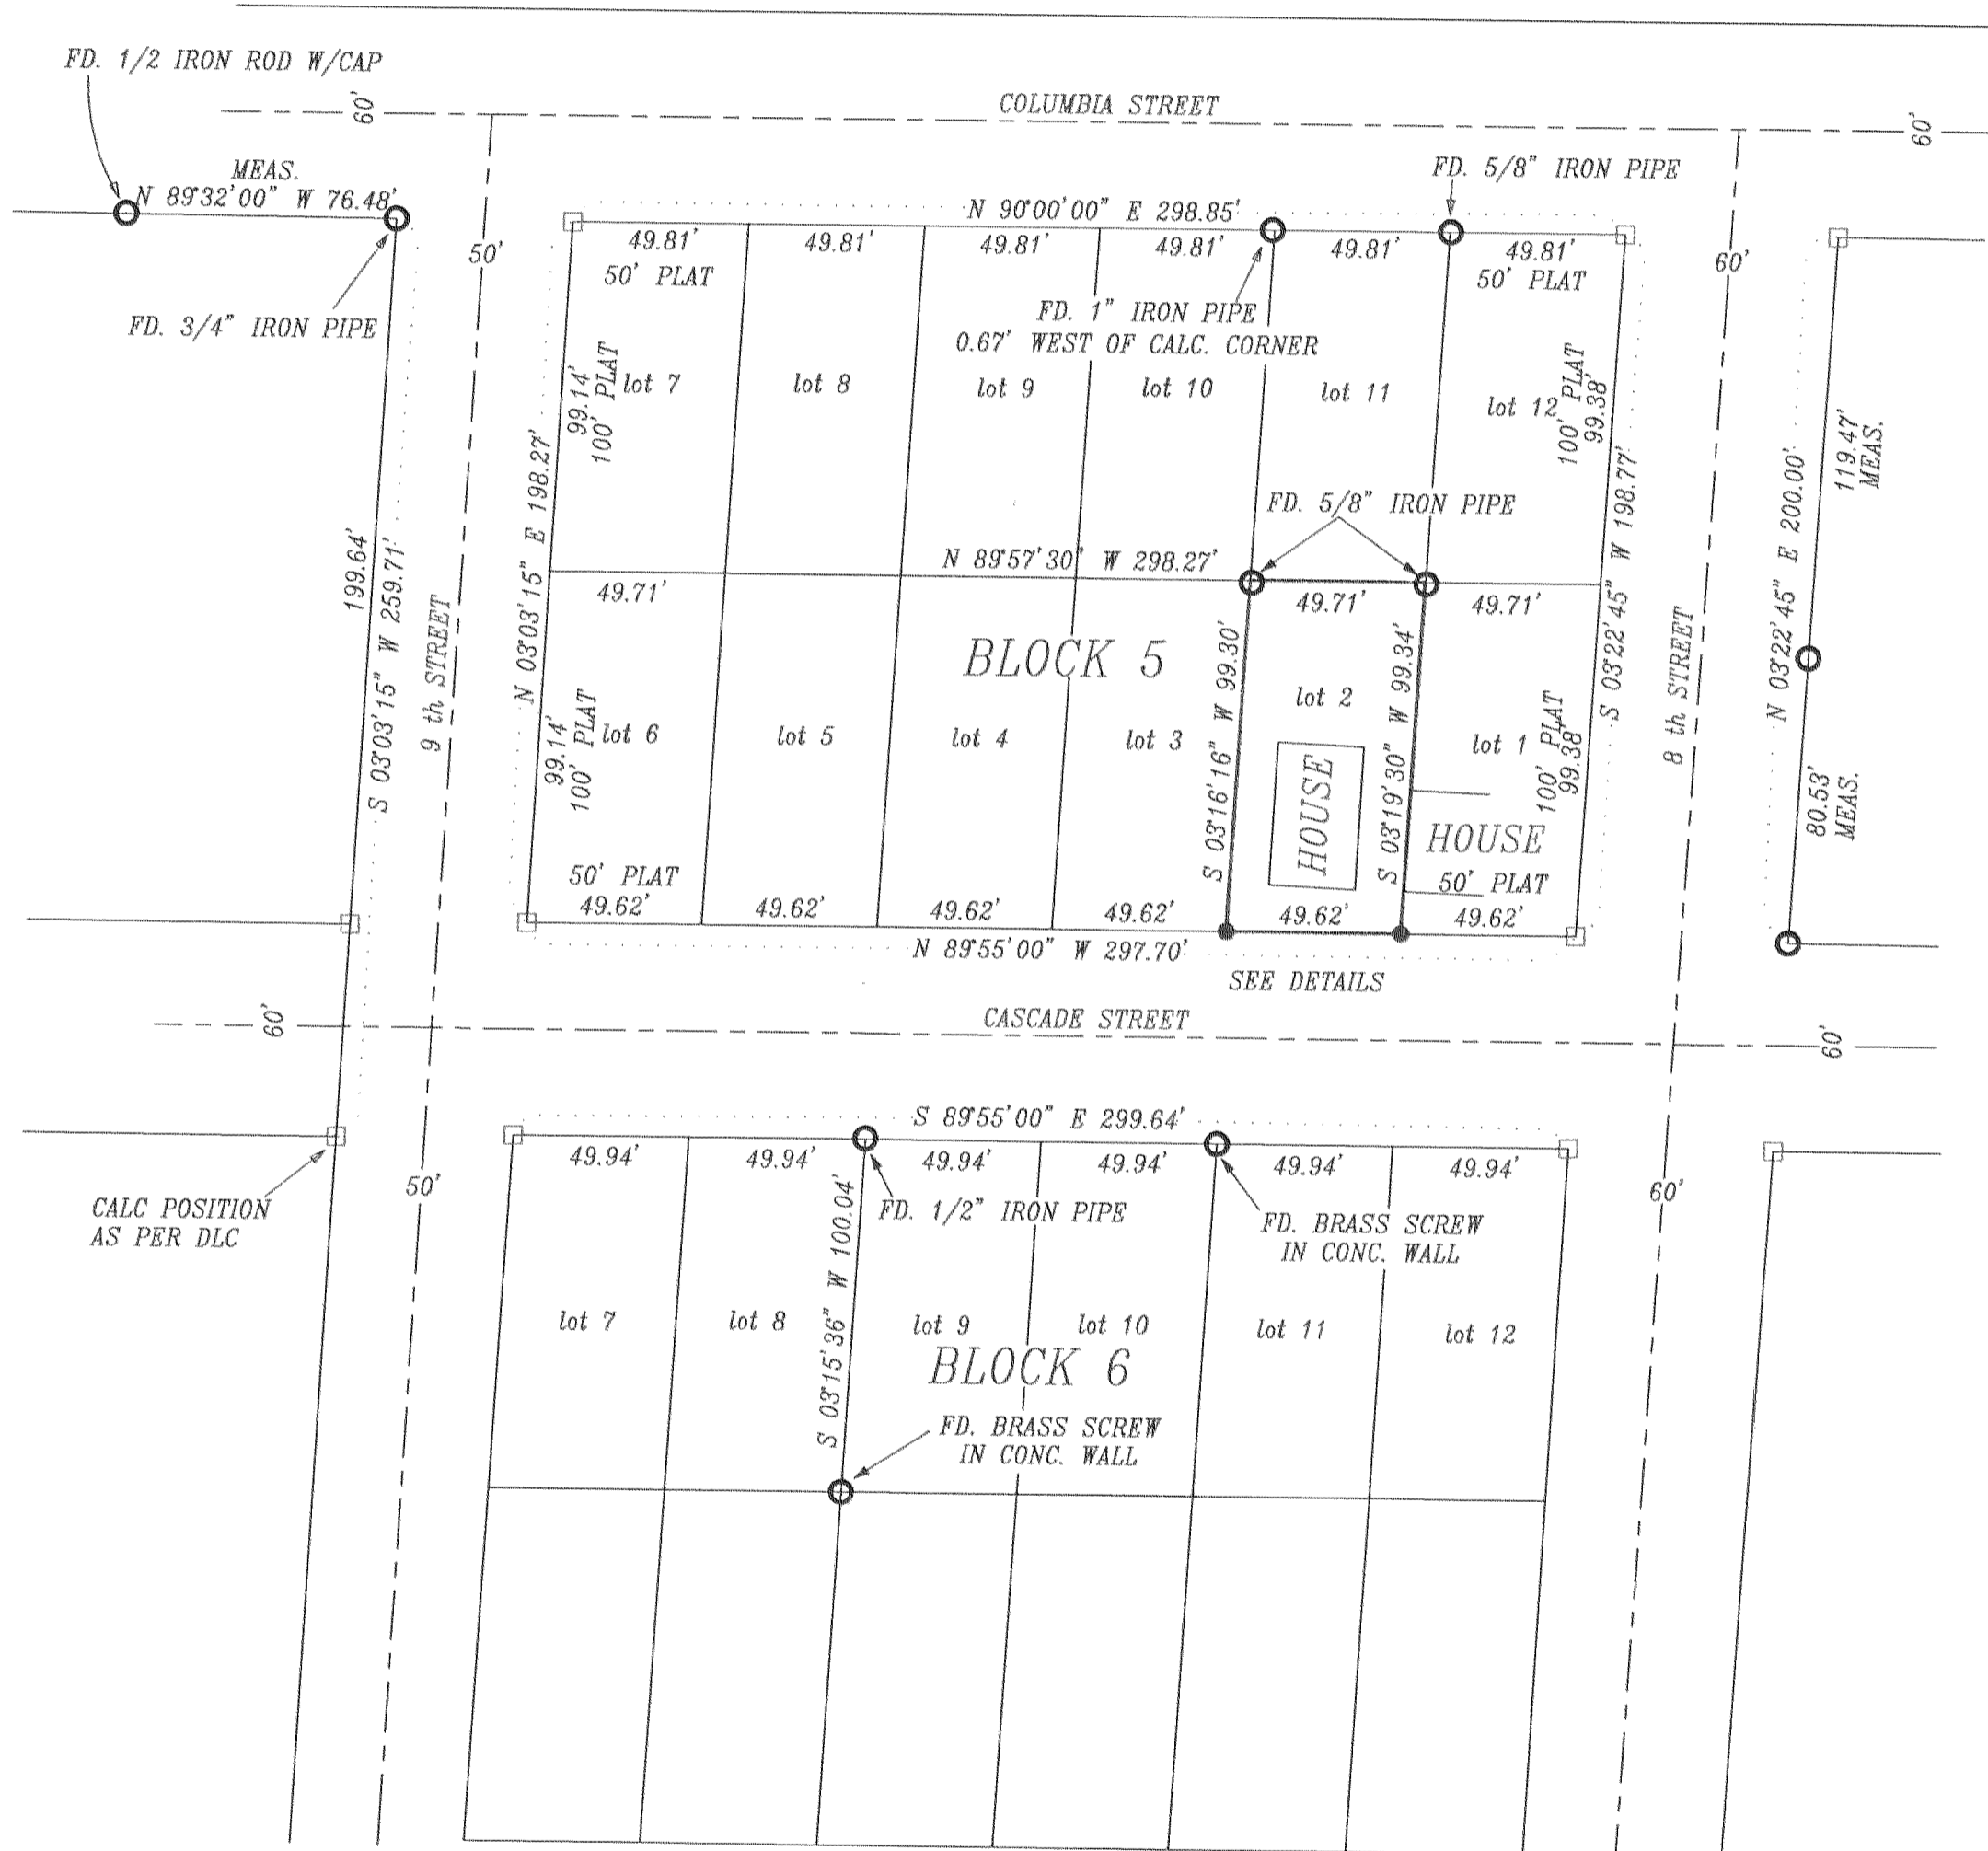 FD. 1/2 IRON ROD W/CAP
60'
COLUMBIA STREET
60'
MEAS.
N 89°32'00" W 76.48'
FD. 5/8" IRON PIPE
N 90°00'00" E 298.85'
50'
49.81'
49.81'
49.81'
49.81'
49.81'
49.81'
60'
50' PLAT
50' PLAT
FD. 3/4" IRON PIPE
FD. 1" IRON PIPE
0.67' WEST OF CALC. CORNER
99.14'
100' PLAT
lot 7
lot 8
lot 9
lot 10
lot 11
lot 12
100' PLAT
99.38'
119.47'
MEAS.
N 03°03'15" E 198.27'
S 03°22'45" W 198.77'
N 03°22'45" E 200.00'
FD. 5/8" IRON PIPE
199.64'
S 03°03'15" W 259.71'
9 th STREET
N 89°57'30" W 298.27'
49.71'
49.71'
49.71'
8 th STREET
BLOCK 5
S 03°16'16" W 99.30'
S 03°19'30" W 99.34'
99.14'
100' PLAT
lot 6
lot 5
lot 4
lot 3
lot 2
lot 1
100' PLAT
99.38'
80.53'
MEAS.
HOUSE
HOUSE
50' PLAT
50' PLAT
49.62'
49.62'
49.62'
49.62'
49.62'
49.62'
N 89°55'00" W 297.70'
SEE DETAILS
60'
CASCADE STREET
60'
S 89°55'00" E 299.64'
49.94'
49.94'
49.94'
49.94'
49.94'
49.94'
50'
60'
CALC POSITION
AS PER DLC
FD. 1/2" IRON PIPE
FD. BRASS SCREW
IN CONC. WALL
S 03°15'36" W 100.04'
lot 7
lot 8
lot 9
lot 10
lot 11
lot 12
BLOCK 6
FD. BRASS SCREW
IN CONC. WALL